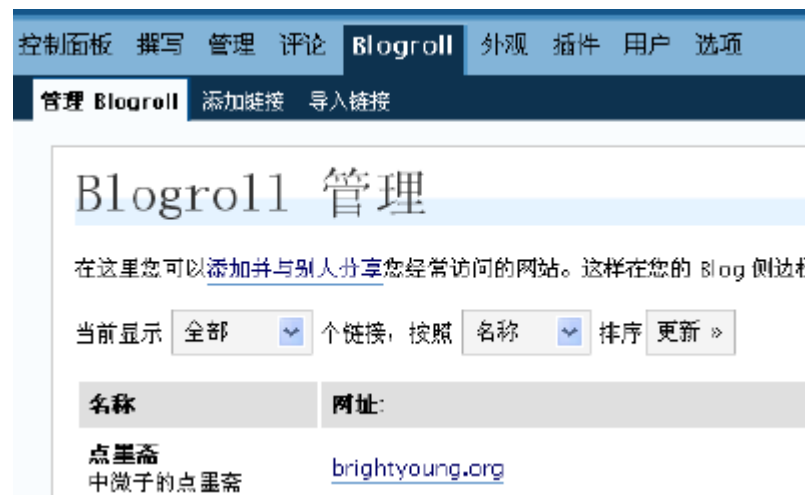 控制面板 撰写 管理 评论 Blogroll 外观 插件 用户 选项
管理 Blogroll 添加链接 导入链接
Blogroll 管理
在这里您可以添加并与别人分享您经常访问的网站。这样在您的 Blog 侧边
当前显示 全部 个链接，按照 名称 排序 更新 »
名称 网址:
点墨斋 brightyoung.org
中微子的点墨斋